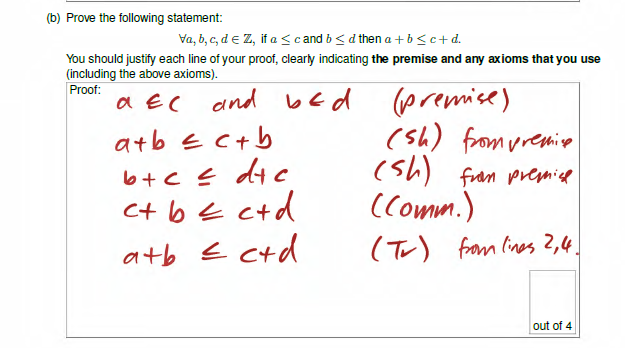 (b) Prove the following statement:
∀a, b, c, d ∈ ℤ, if a ≤ c and b ≤ d then a + b ≤ c + d.
You should justify each line of your proof, clearly indicating the premise and any axioms that you use
(including the above axioms).
Proof:
a ≤ c and b ≤ d (premise)
a+b ≤ c+b (Sh) from premise
b+c ≤ d+c (Sh) from premise
c+b ≤ c+d (Comm.)
a+b ≤ c+d (Tr) from lines 2,4.
out of 4